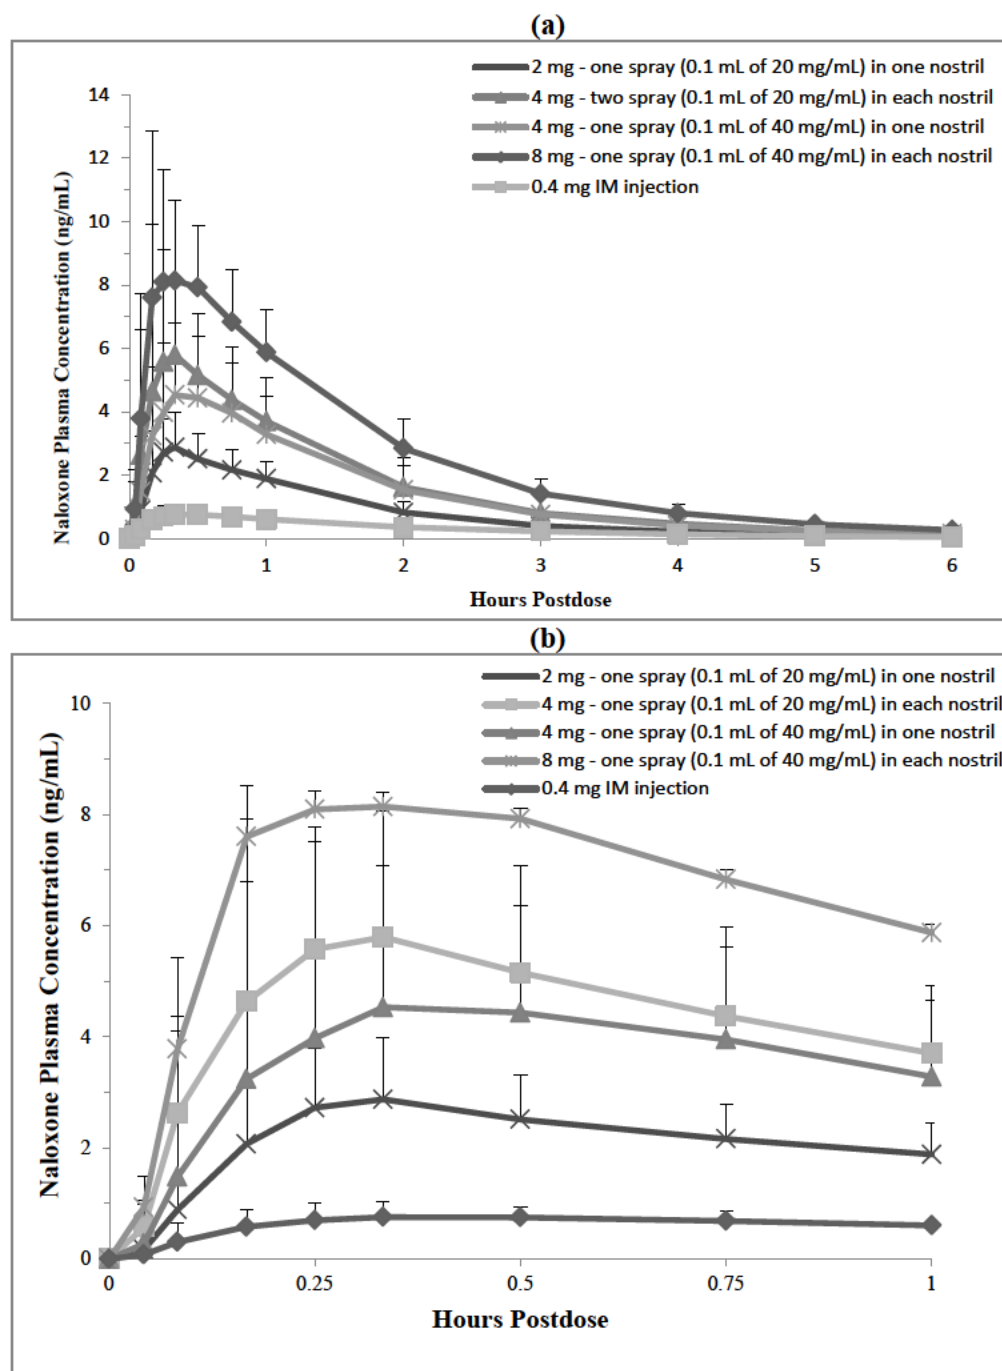 (a)
2 mg - one spray (0.1 mL of 20 mg/mL) in one nostril
4 mg - two spray (0.1 mL of 20 mg/mL) in each nostril
4 mg - one spray (0.1 mL of 40 mg/mL) in one nostril
8 mg - one spray (0.1 mL of 40 mg/mL) in each nostril
0.4 mg IM injection
Naloxone Plasma Concentration (ng/mL)
14
12
10
8
6
4
2
0
0 1 2 3 4 5 6
Hours Postdose
(b)
2 mg - one spray (0.1 mL of 20 mg/mL) in one nostril
4 mg - one spray (0.1 mL of 20 mg/mL) in each nostril
4 mg - one spray (0.1 mL of 40 mg/mL) in one nostril
8 mg - one spray (0.1 mL of 40 mg/mL) in each nostril
0.4 mg IM injection
Naloxone Plasma Concentration (ng/mL)
10
8
6
4
2
0
0 0.25 0.5 0.75 1
Hours Postdose